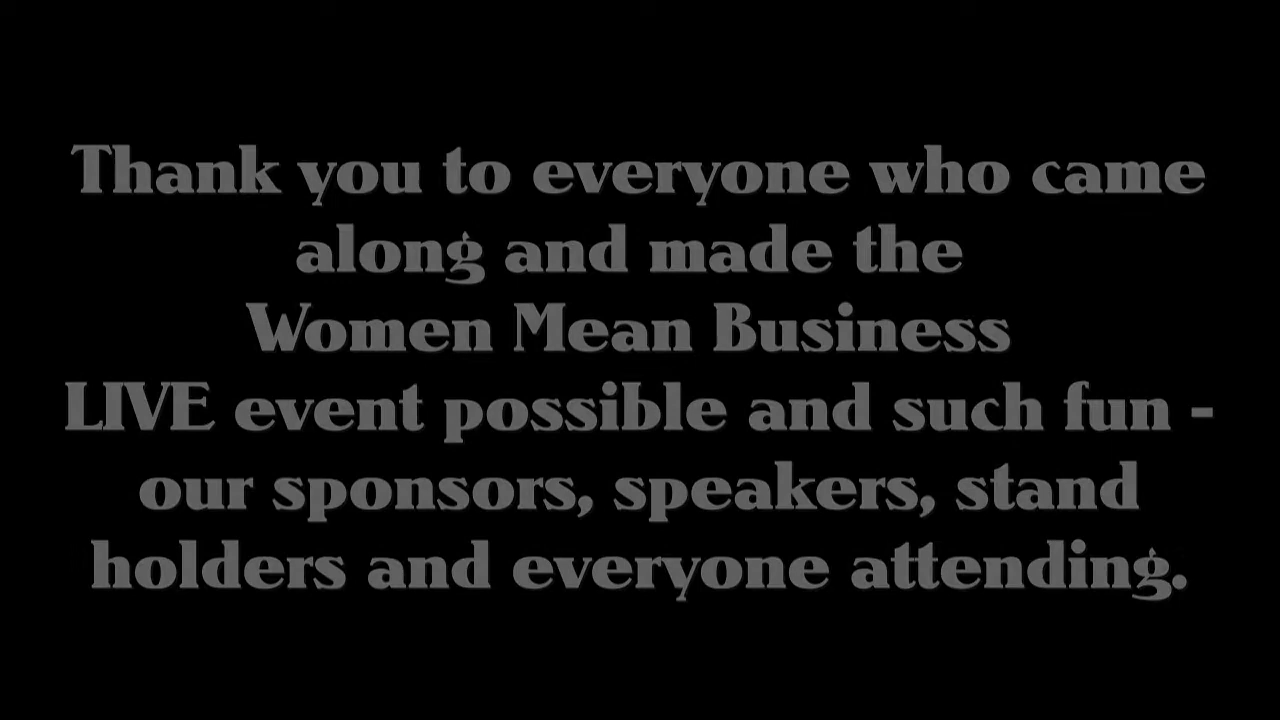 Thank you to everyone who came
along and made the
Women Mean Business
LIVE event possible and such fun -
our sponsors, speakers, stand
holders and everyone attending.